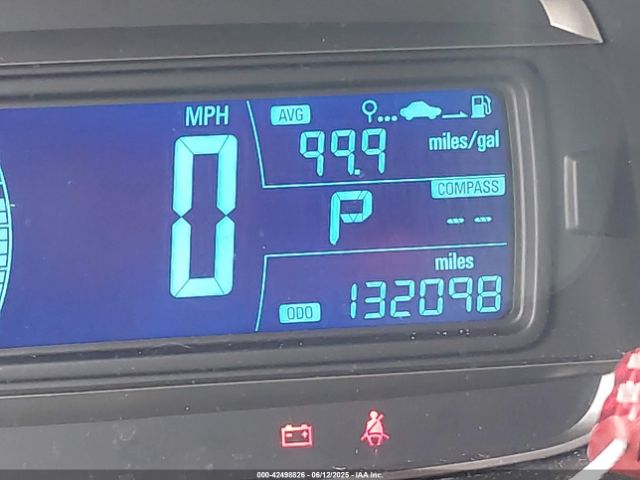 MPH
AVG
99.9 miles/gal
0
P
COMPASS
-- --
miles
ODO 132098
000-42498826 - 06/12/2025 - IAA Inc.